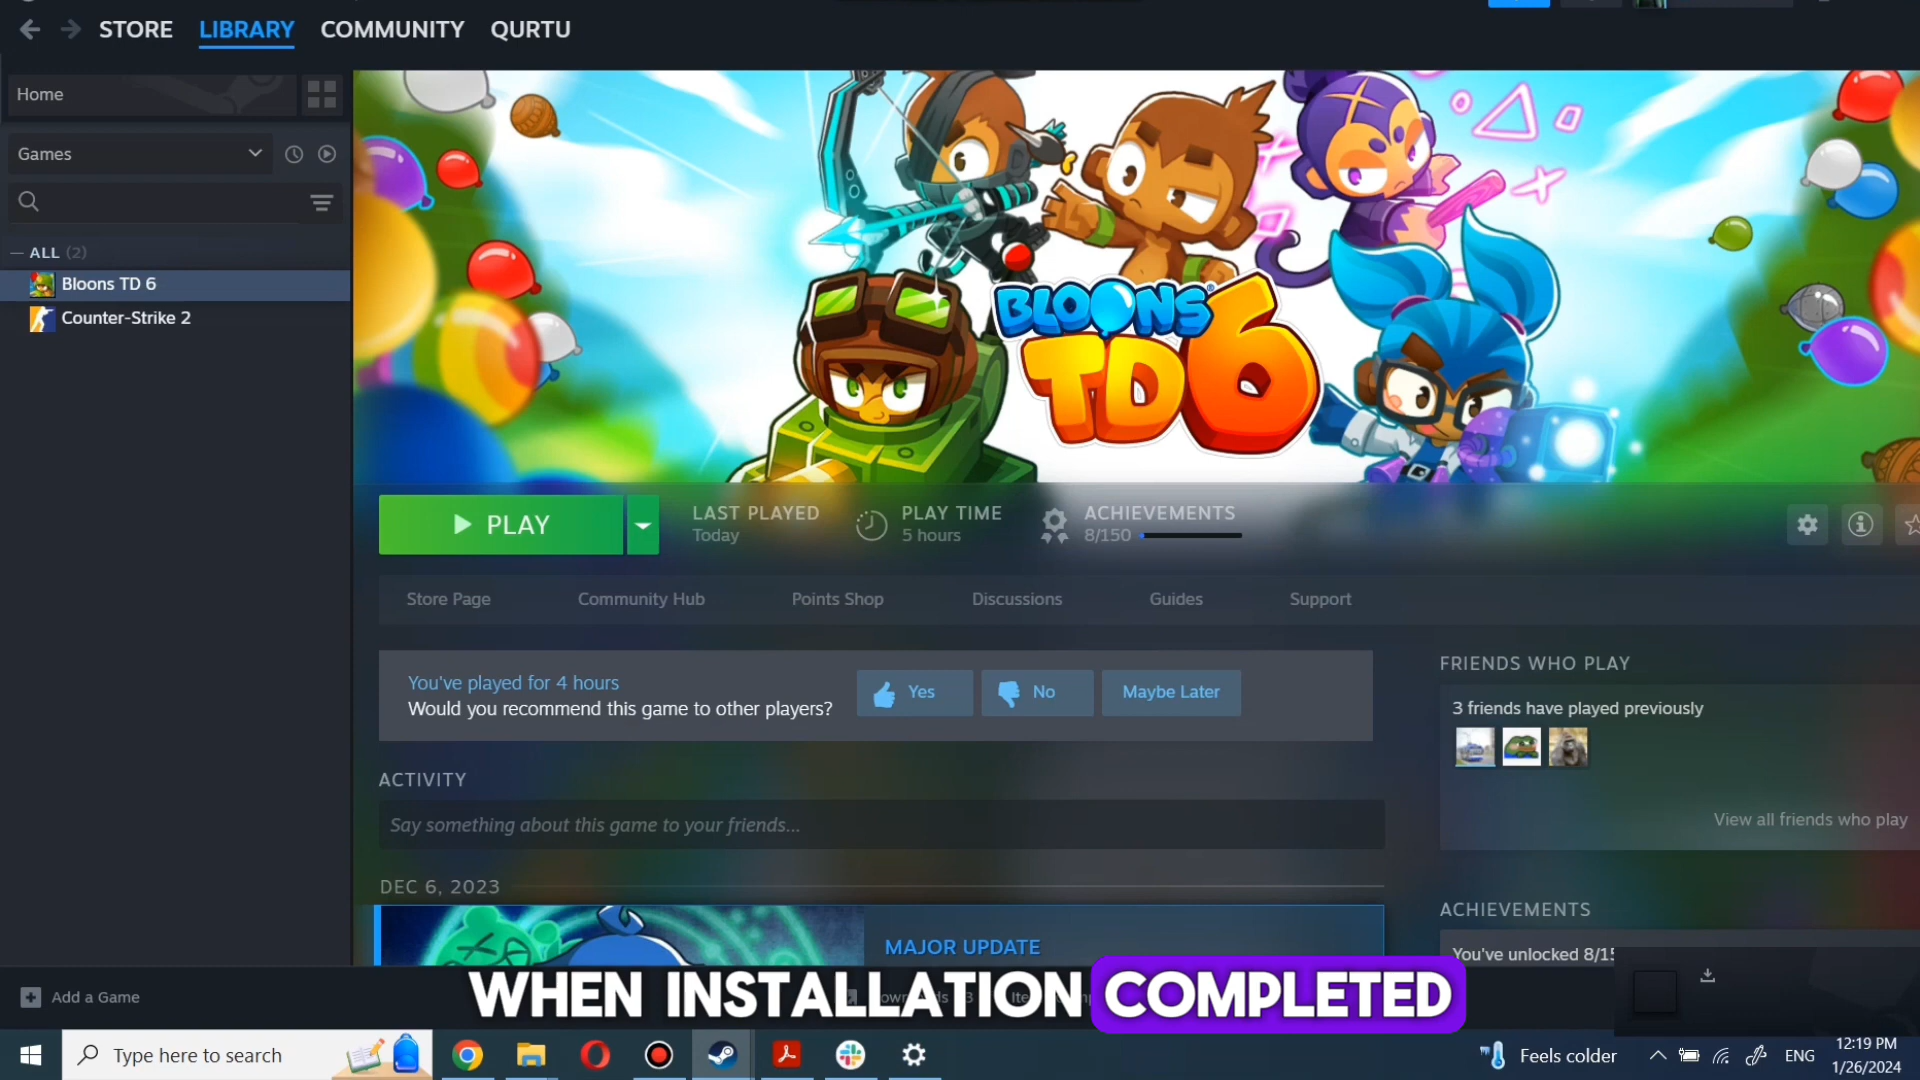 STORE LIBRARY COMMUNITY QURTU
Home
Games
ALL (2)
Bloons TD 6
Counter-Strike 2
BLOONS
TD6
PLAY
LAST PLAYED
Today
PLAY TIME
5 hours
ACHIEVEMENTS
8/150
Store Page Community Hub Points Shop Discussions Guides Support
You've played for 4 hours
Would you recommend this game to other players?
Yes No Maybe Later
FRIENDS WHO PLAY
3 friends have played previously
View all friends who play
ACTIVITY
Say something about this game to your friends...
DEC 6, 2023
MAJOR UPDATE
ACHIEVEMENTS
You've unlocked 8/15
Add a Game
WHEN INSTALLATION COMPLETED
Type here to search
Feels colder
ENG
12:19 PM
1/26/2024